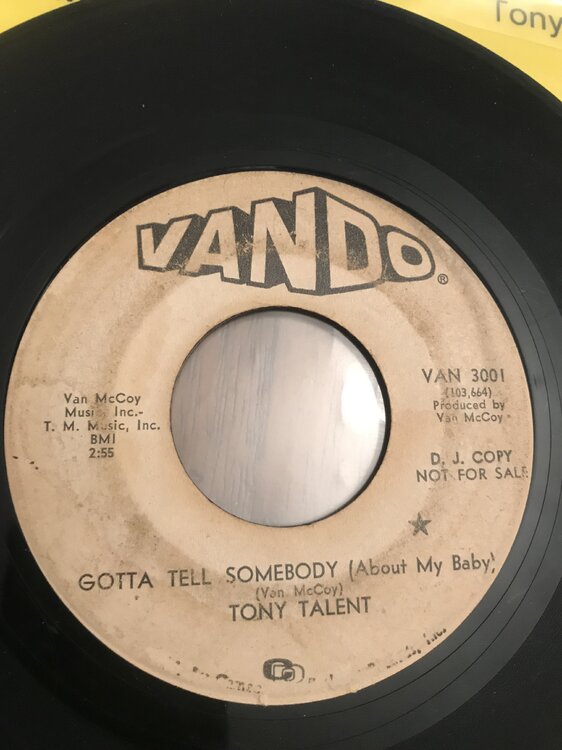 Tony
VANDO®
Van McCoy
Music, Inc.-
T. M. Music, Inc.
BMI
2:55
VAN 3001
(103,664)
Produced by
Van McCoy
D. J. COPY
NOT FOR SALE
GOTTA TELL SOMEBODY (About My Baby)
(Van McCoy)
TONY TALENT
Inc.